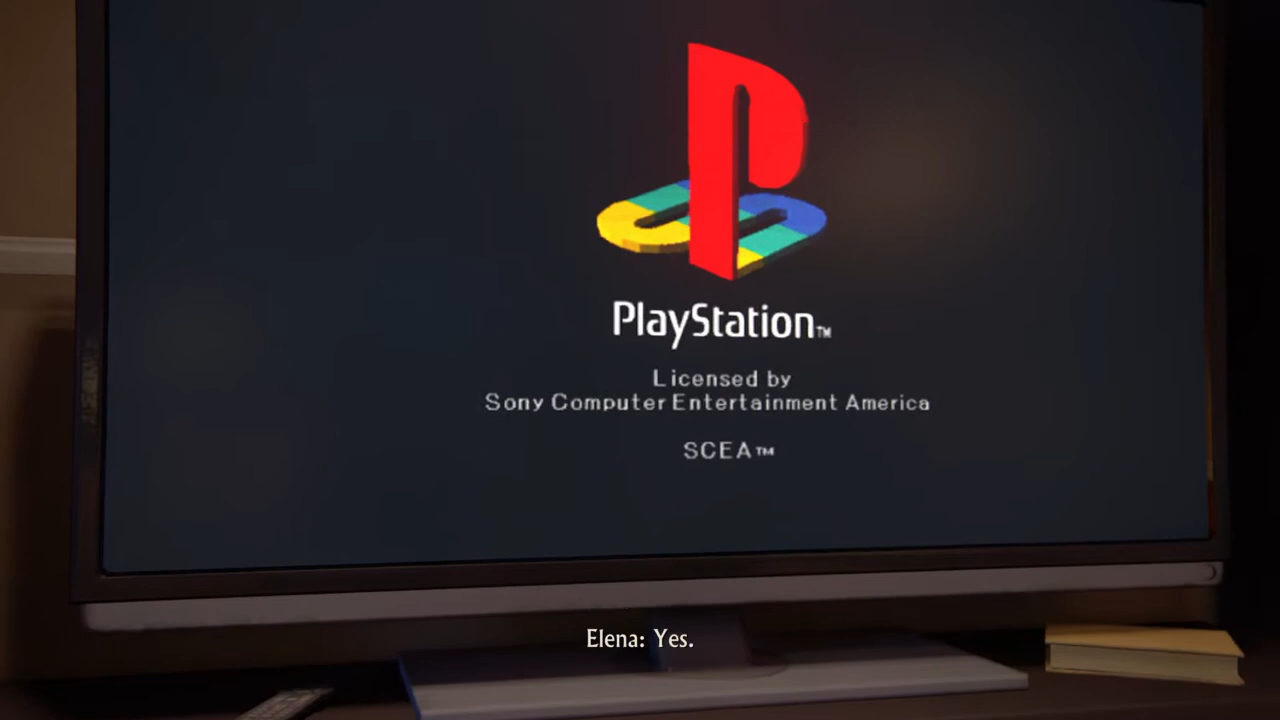 PlayStation™
Licensed by
Sony Computer Entertainment America
SCEA™
Elena: Yes.